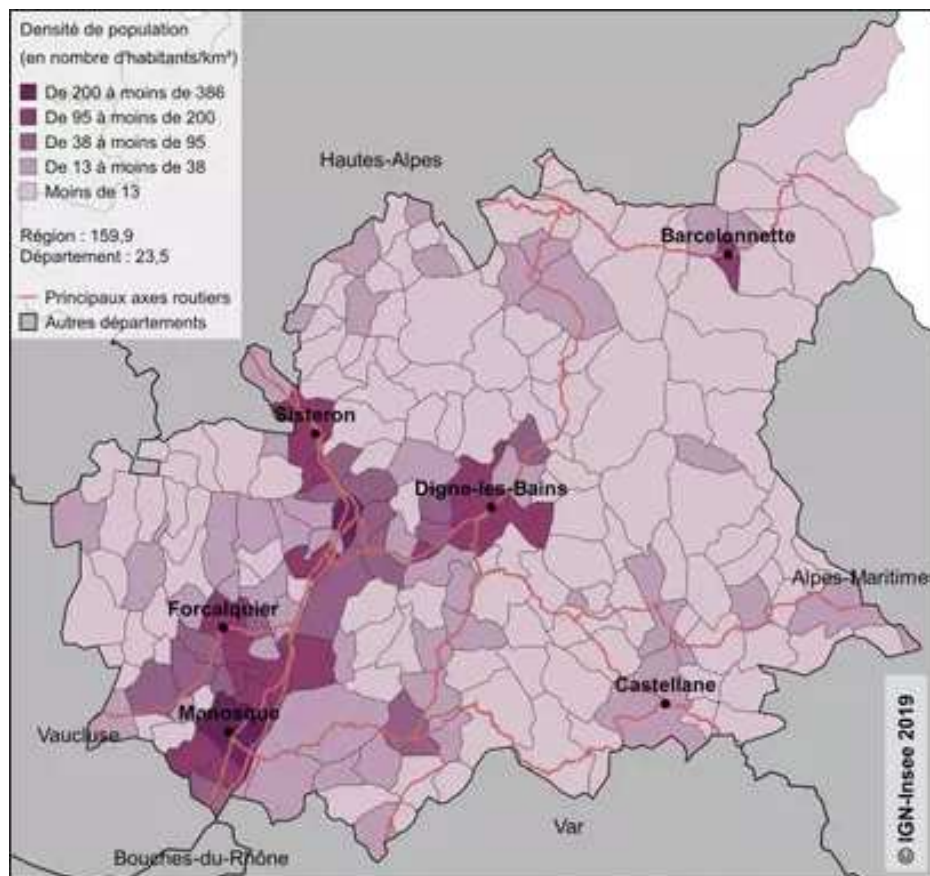 Densité de population
(en nombre d'habitants/km²)
De 200 à moins de 386
De 95 à moins de 200
De 38 à moins de 95
De 13 à moins de 38
Moins de 13
Région : 159,9
Département : 23,5
Principaux axes routiers
Autres départements
Hautes-Alpes
Barcelonnette
Sisteron
Digne-les-Bains
Alpes-Maritimes
Forcalquier
Castellane
Manosque
Vaucluse
Var
Bouches-du-Rhône
© IGN-Insee 2019